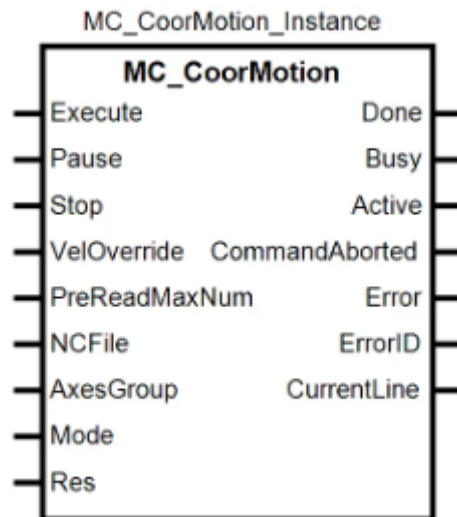 MC_CoorMotion_Instance
MC_CoorMotion
Execute Done
Pause Busy
Stop Active
VelOverride CommandAborted
PreReadMaxNum Error
NCFile ErrorID
AxesGroup CurrentLine
Mode
Res